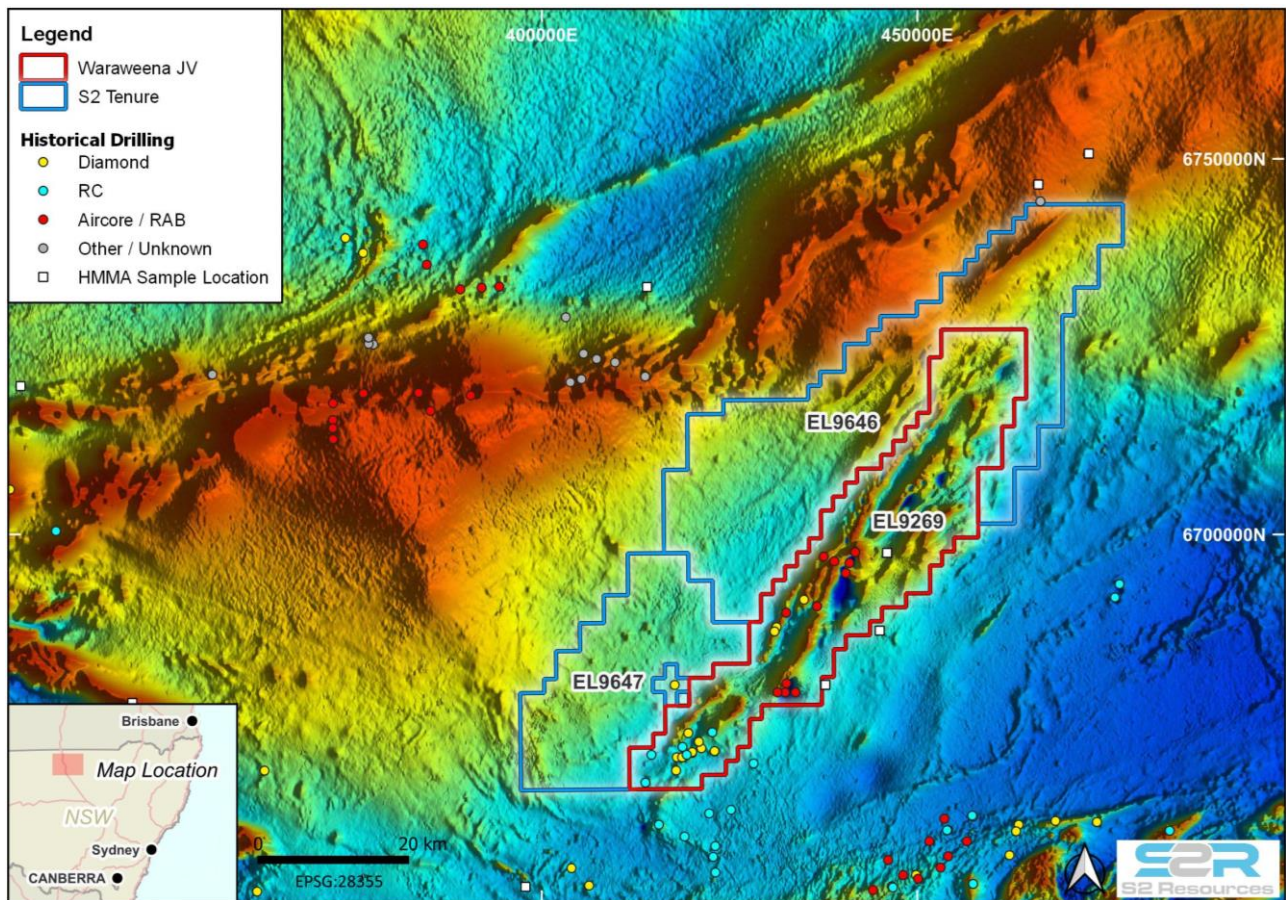 Legend
Waraweena JV
S2 Tenure
Historical Drilling
Diamond
RC
Aircore / RAB
Other / Unknown
HMMA Sample Location
400000E
450000E
6750000N
EL9646
EL9269
6700000N
EL9647
Brisbane
Map Location
NSW
Sydney
CANBERRA
0
20 km
EPSG:28355
S2R
S2 Resources